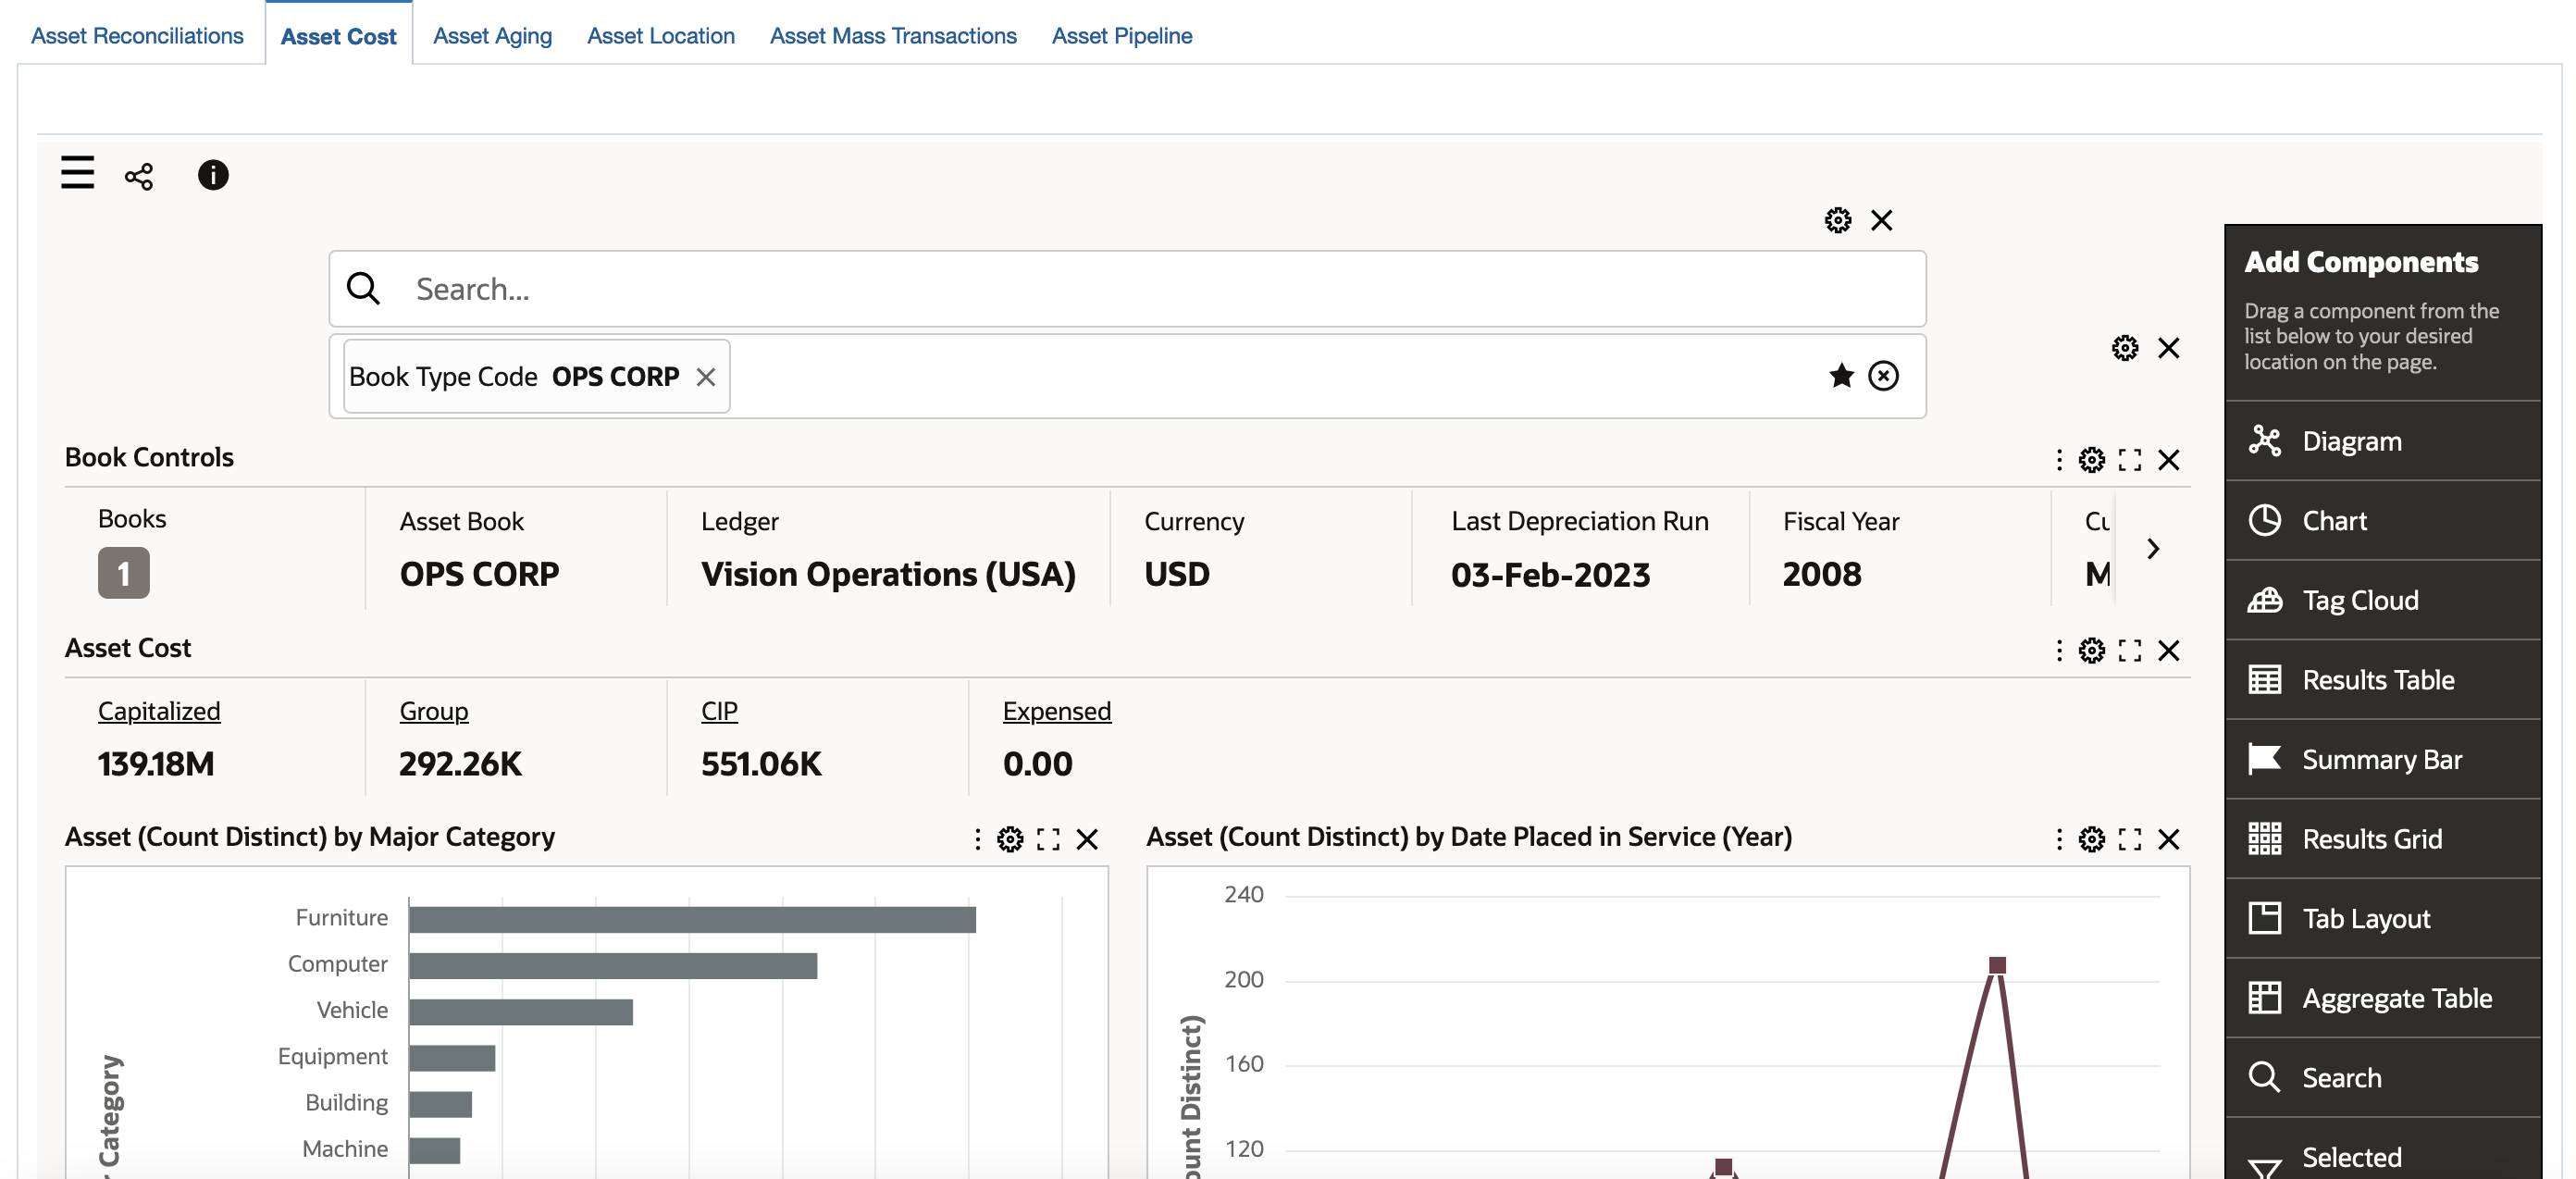 Asset Reconciliations Asset Cost Asset Aging Asset Location Asset Mass Transactions Asset Pipeline
Search...
Book Type Code OPS CORP
Book Controls
Books Asset Book Ledger Currency Last Depreciation Run Fiscal Year
1 OPS CORP Vision Operations (USA) USD 03-Feb-2023 2008
Asset Cost
Capitalized Group CIP Expensed
139.18M 292.26K 551.06K 0.00
Asset (Count Distinct) by Major Category
Furniture
Computer
Vehicle
Equipment
Building
Machine
Category
Asset (Count Distinct) by Date Placed in Service (Year)
240
200
160
120
Distinct)
Add Components
Drag a component from the
list below to your desired
location on the page.
Diagram
Chart
Tag Cloud
Results Table
Summary Bar
Results Grid
Tab Layout
Aggregate Table
Search
Selected